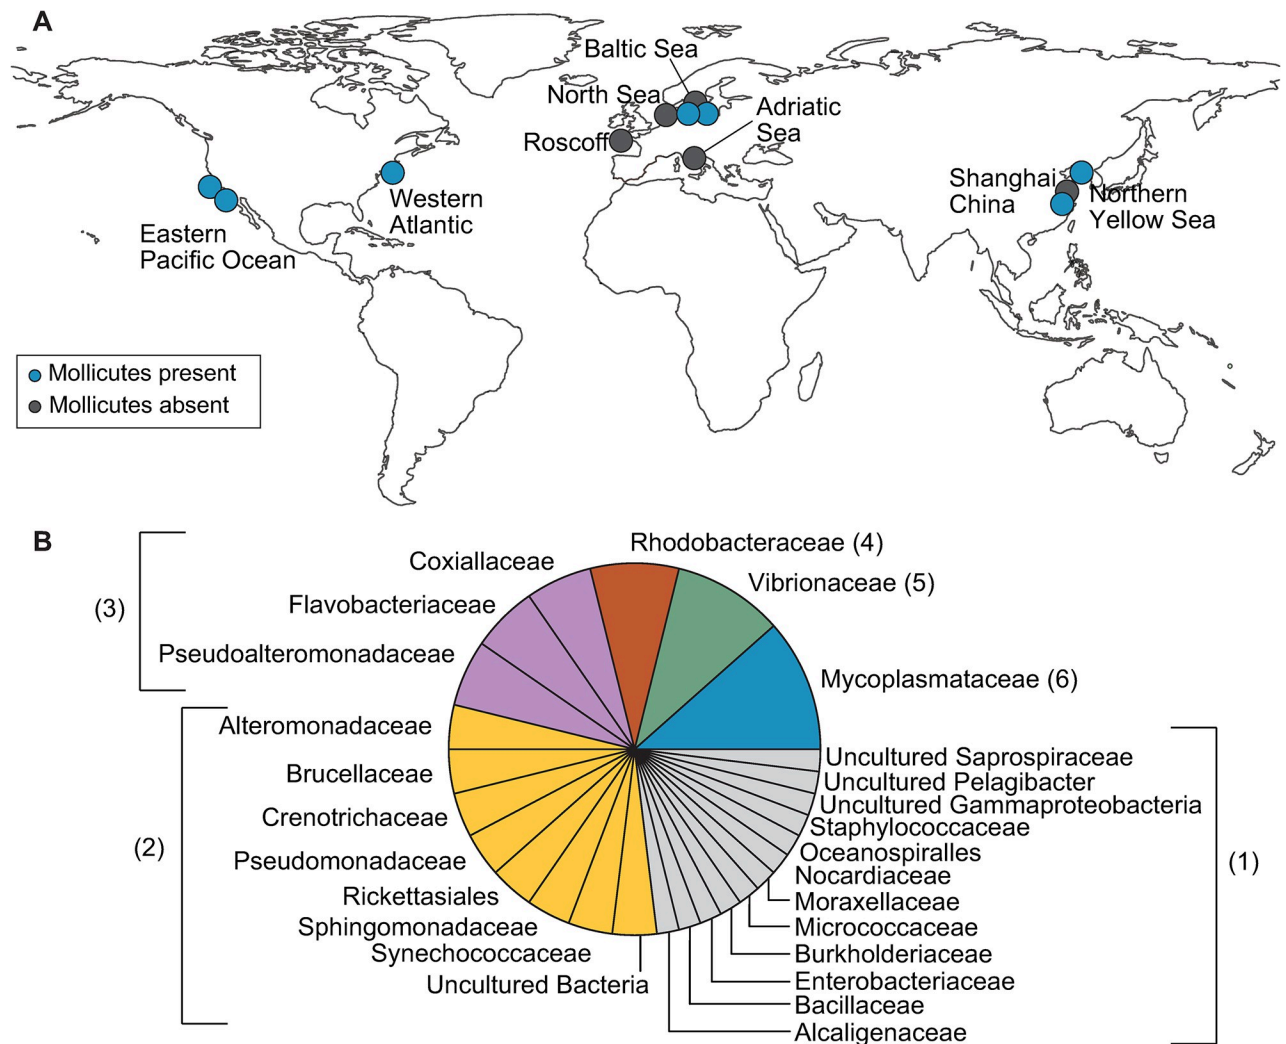 A
Baltic Sea
North Sea
Adriatic
Sea
Roscoff
Western
Atlantic
Shanghai
China
Northern
Yellow Sea
Eastern
Pacific Ocean
Mollicutes present
Mollicutes absent
B
Rhodobacteraceae (4)
Coxiallaceae
Vibrionaceae (5)
Flavobacteriaceae
(3)
Pseudoalteromonadaceae
Mycoplasmataceae (6)
Alteromonadaceae
Brucellaceae
Crenotrichaceae
(2)
Pseudomonadaceae
Rickettasiales
Sphingomonadaceae
Synechococcaceae
Uncultured Bacteria
Uncultured Saprospiraceae
Uncultured Pelagibacter
Uncultured Gammaproteobacteria
Staphylococcaceae
Oceanospiralles
(1)
Nocardiaceae
Moraxellaceae
Micrococcaceae
Burkholderiaceae
Enterobacteriaceae
Bacillaceae
Alcaligenaceae